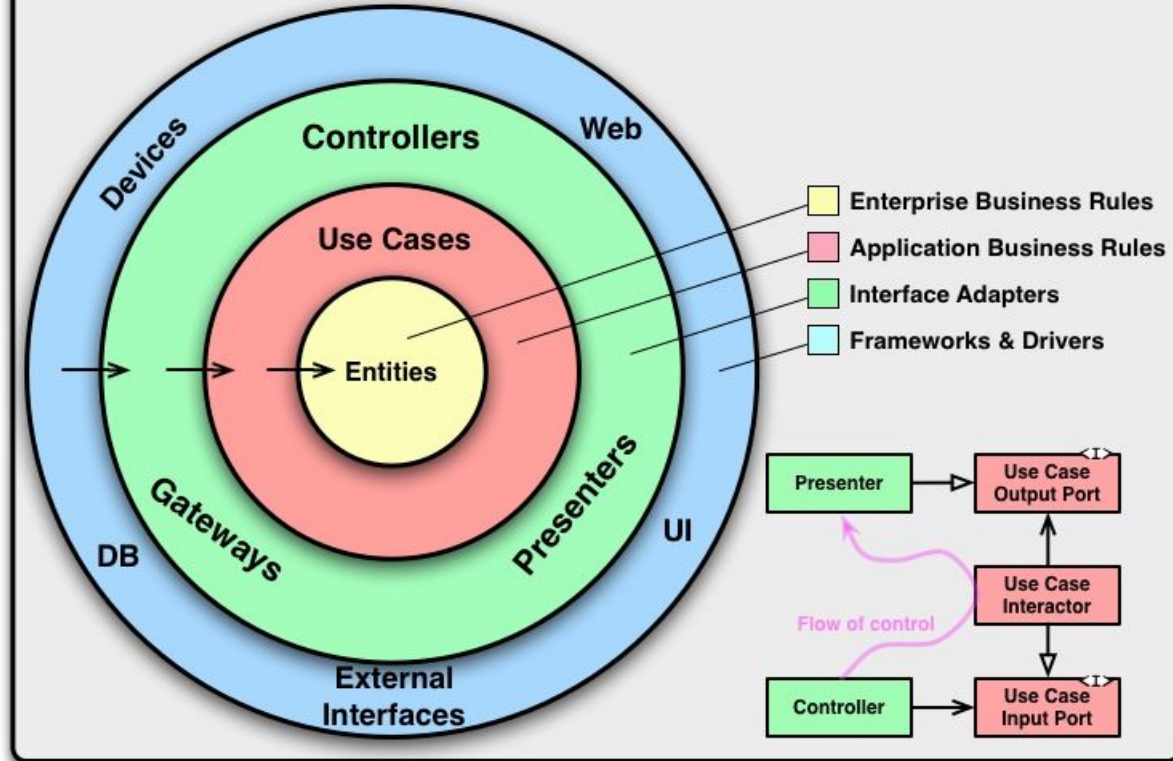 Devices
Web
Controllers
Use Cases
Entities
Gateways
Presenters
DB
UI
External
Interfaces
Enterprise Business Rules
Application Business Rules
Interface Adapters
Frameworks & Drivers
Presenter
<I>
Use Case
Output Port
Use Case
Interactor
Flow of control
Controller
<I>
Use Case
Input Port